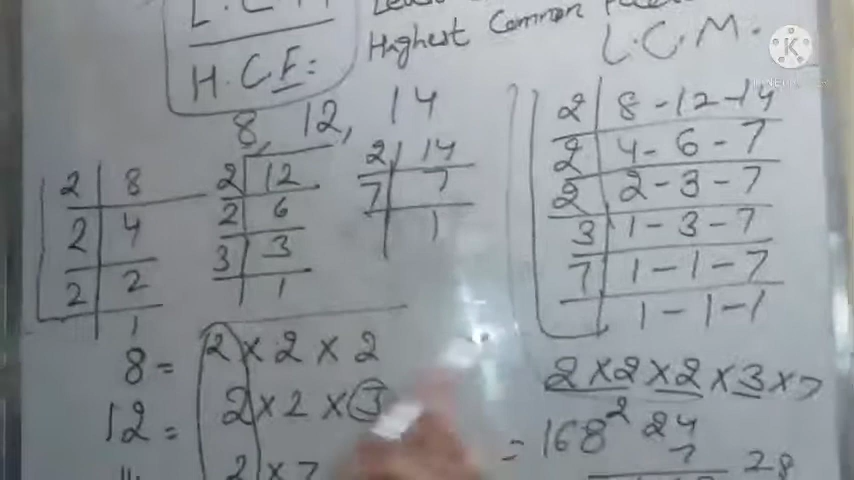 L.C.M
Highest Common
H.C.F:
L.C.M.
K
8, 12, 14
2 | 8
2 | 4
2 | 2
1
2 | 12
2 | 6
3 | 3
1
2 | 14
7 | 7
1
8 = 2 × 2 × 2
12 = 2 × 2 × 3
2 × 7
2 | 8 - 12 - 14
2 | 4 - 6 - 7
2 | 2 - 3 - 7
3 | 1 - 3 - 7
7 | 1 - 1 - 7
1 - 1 - 1
2 × 2 × 2 × 3 × 7
= 168
2
24
7
28